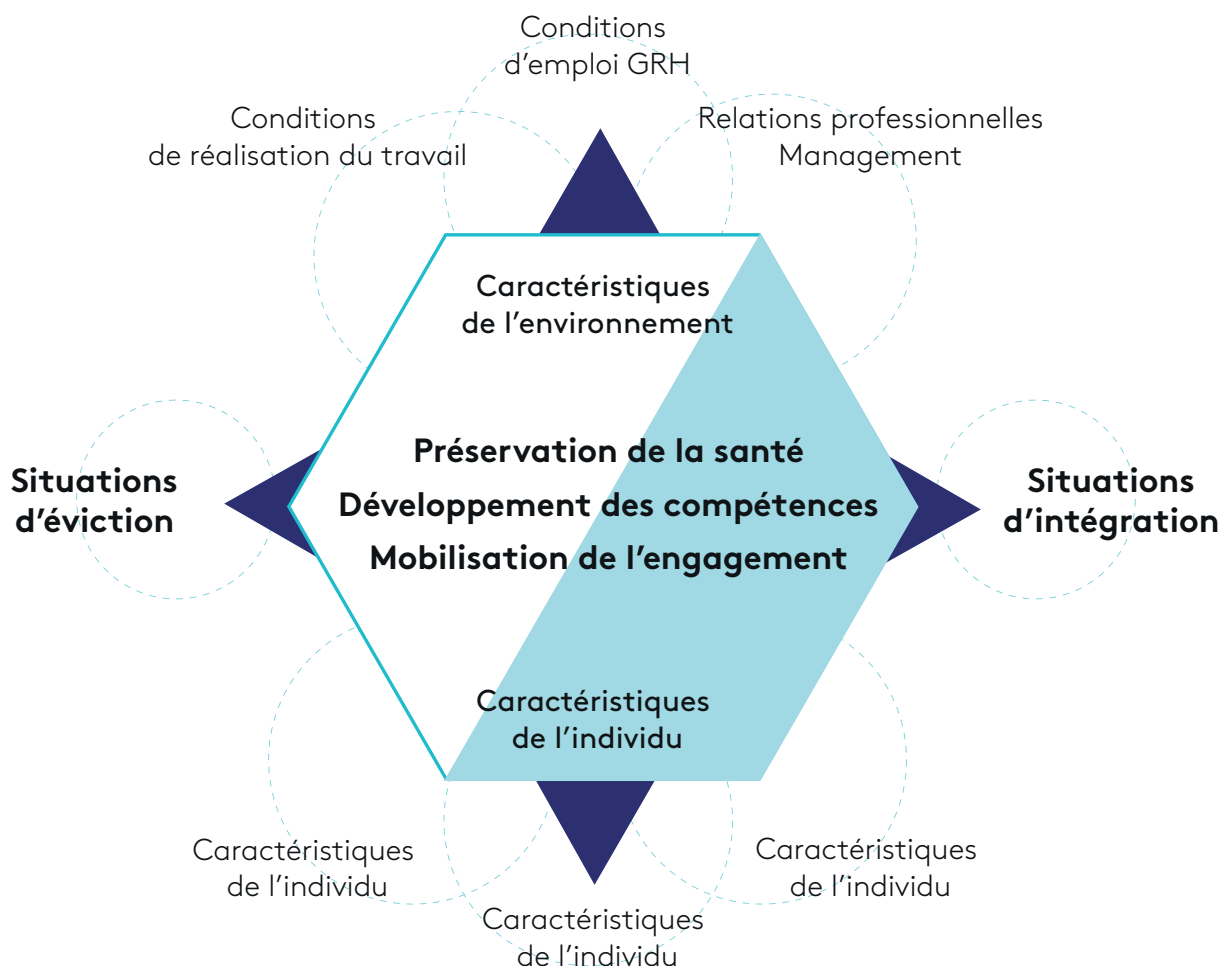 Conditions
d'emploi GRH
Conditions
de réalisation du travail
Relations professionnelles
Management
Caractéristiques
de l'environnement
Préservation de la santé
Développement des compétences
Mobilisation de l'engagement
Situations
d'éviction
Situations
d'intégration
Caractéristiques
de l'individu
Caractéristiques
de l'individu
Caractéristiques
de l'individu
Caractéristiques
de l'individu